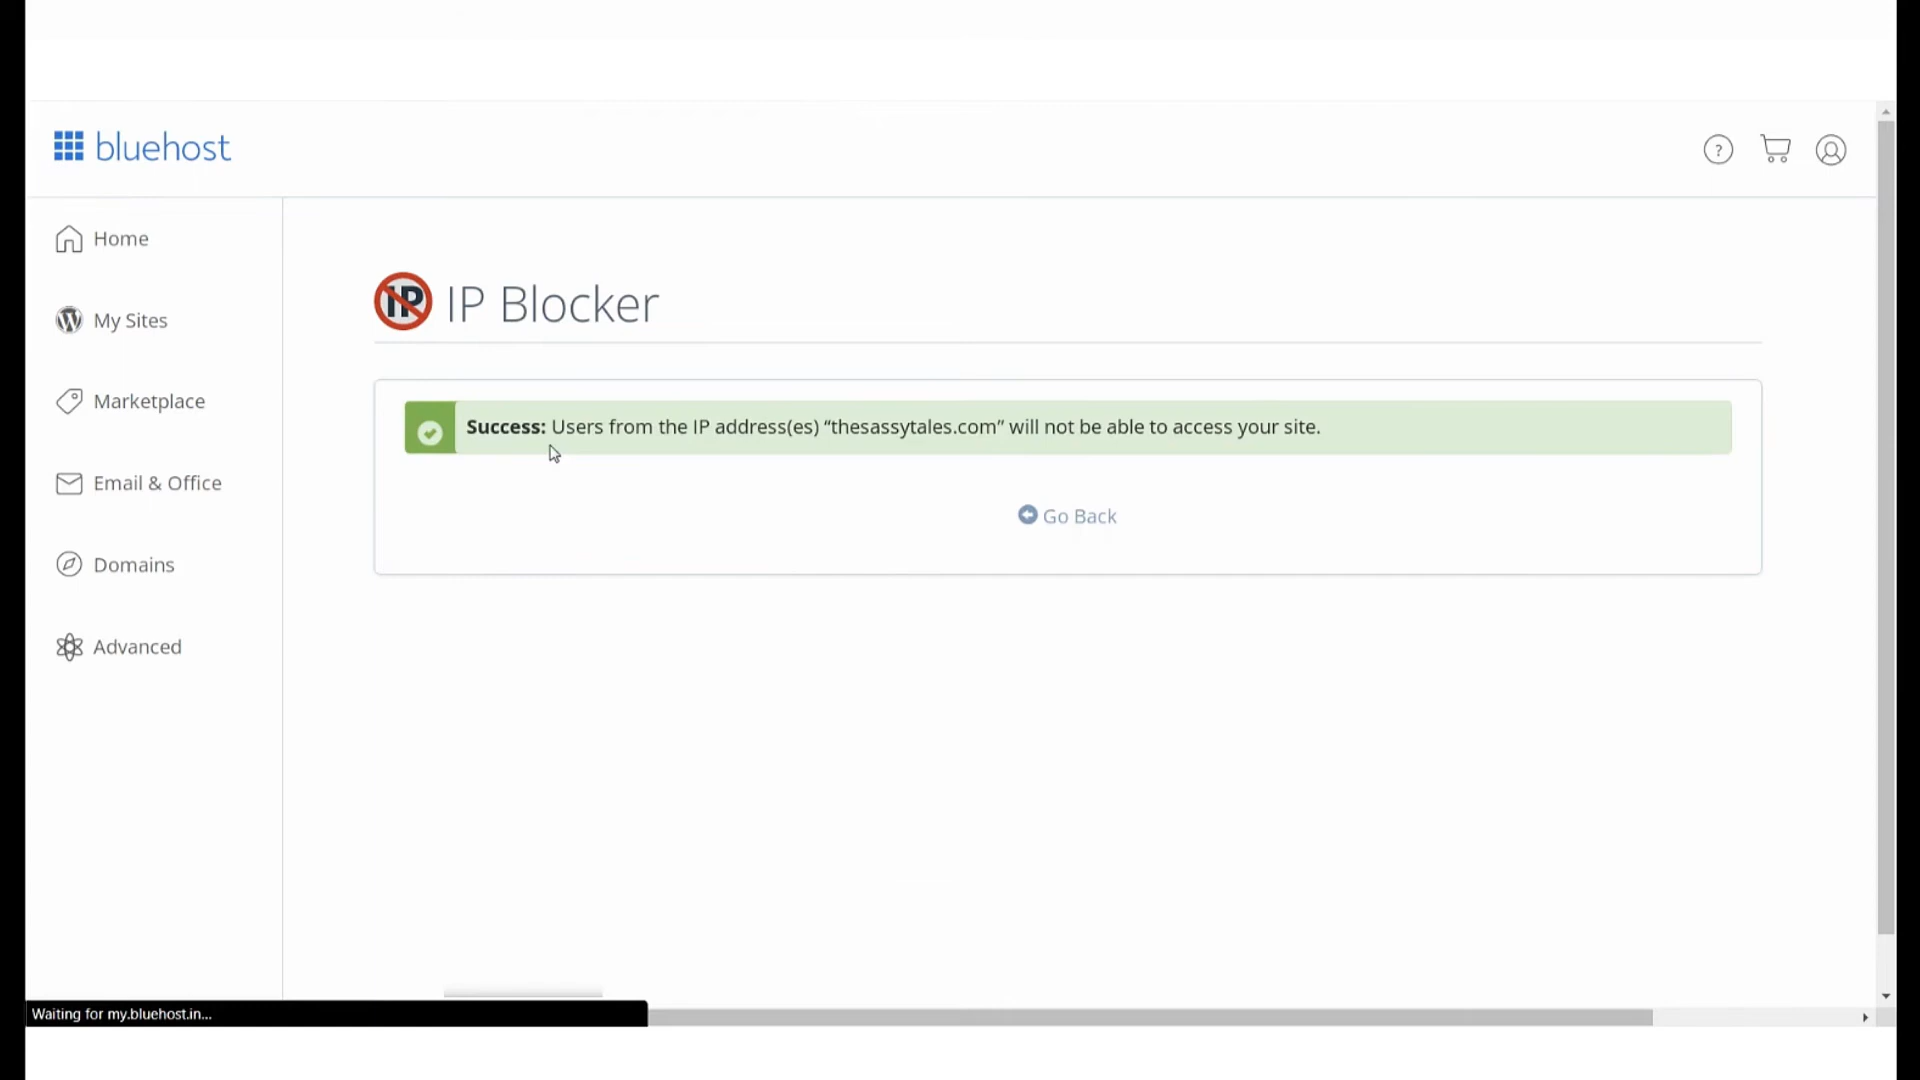 bluehost
?
Home
My Sites
Marketplace
Email & Office
Domains
Advanced
IP IP Blocker
Success: Users from the IP address(es) “thesassytales.com” will not be able to access your site.
Go Back
Waiting for my.bluehost.in...